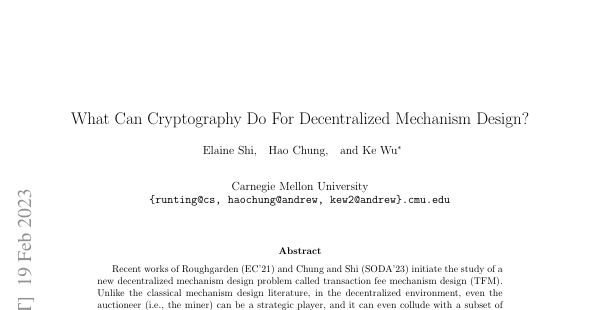 What Can Cryptography Do For Decentralized Mechanism Design?
Elaine Shi, Hao Chung, and Ke Wu*
Carnegie Mellon University
{runting@cs, haochung@andrew, kew2@andrew}.cmu.edu
T] 19 Feb 2023
Abstract
Recent works of Roughgarden (EC'21) and Chung and Shi (SODA'23) initiate the study of
new decentralized mechanism design problem called transaction fee mechanism design (TFM).
Unlike the classical mechanism design literature, in the decentralized environment, even the
auctioneer (i.e., the miner) can be a strategic player, and it can even collude with a subset of